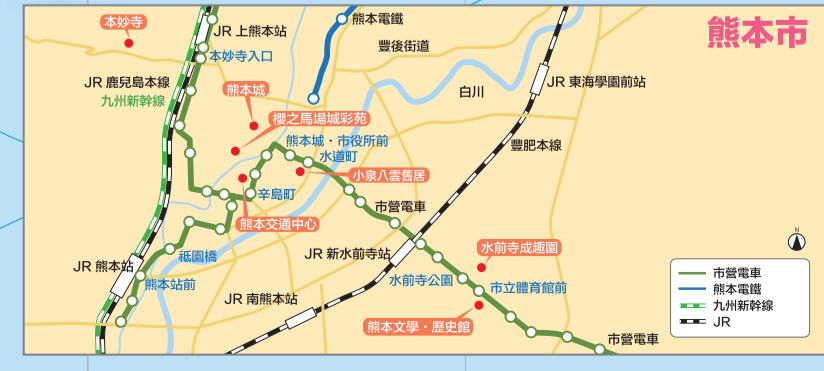 熊本市
本妙寺
JR 上熊本站
熊本電鐵
豐後街道
本妙寺入口
JR 鹿兒島本線
九州新幹線
熊本城
白川
JR 東海學園前站
櫻之馬場城彩苑
熊本城・市役所前
水道町
豐肥本線
小泉八雲舊居
辛島町
市營電車
熊本交通中心
祗園橋
JR 新水前寺站
水前寺成趣園
JR 熊本站
熊本站前
水前寺公園
市立體育館前
JR 南熊本站
熊本文學・歷史館
市營電車
N
市營電車
熊本電鐵
九州新幹線
JR